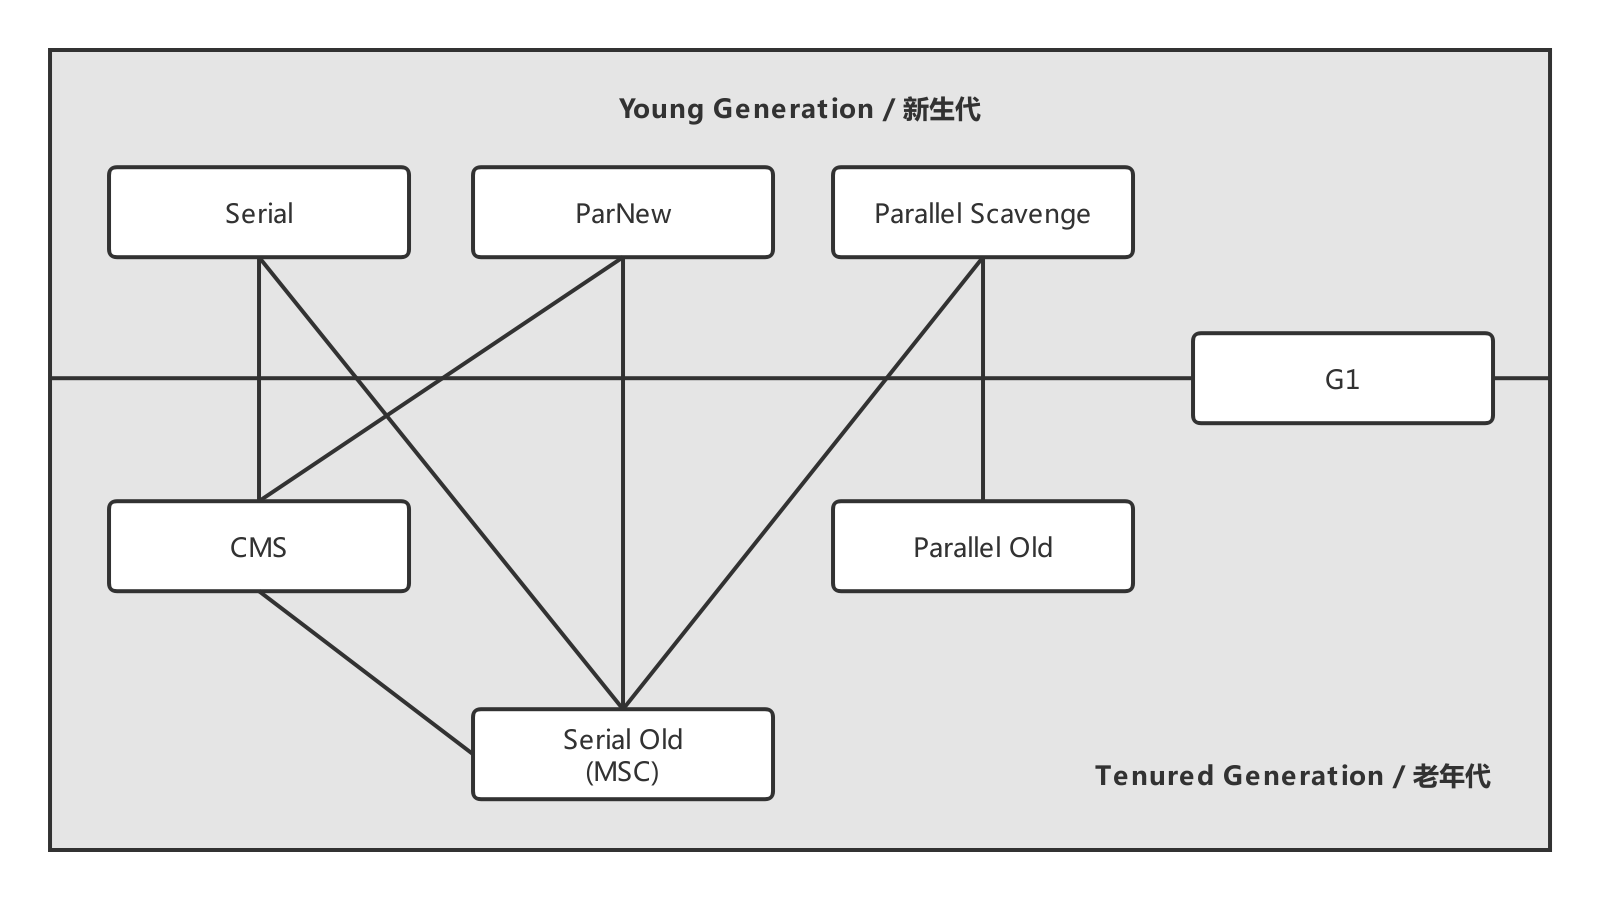 Young Generation / 新生代
Serial
ParNew
Parallel Scavenge
G1
CMS
Parallel Old
Serial Old
(MSC)
Tenured Generation / 老年代